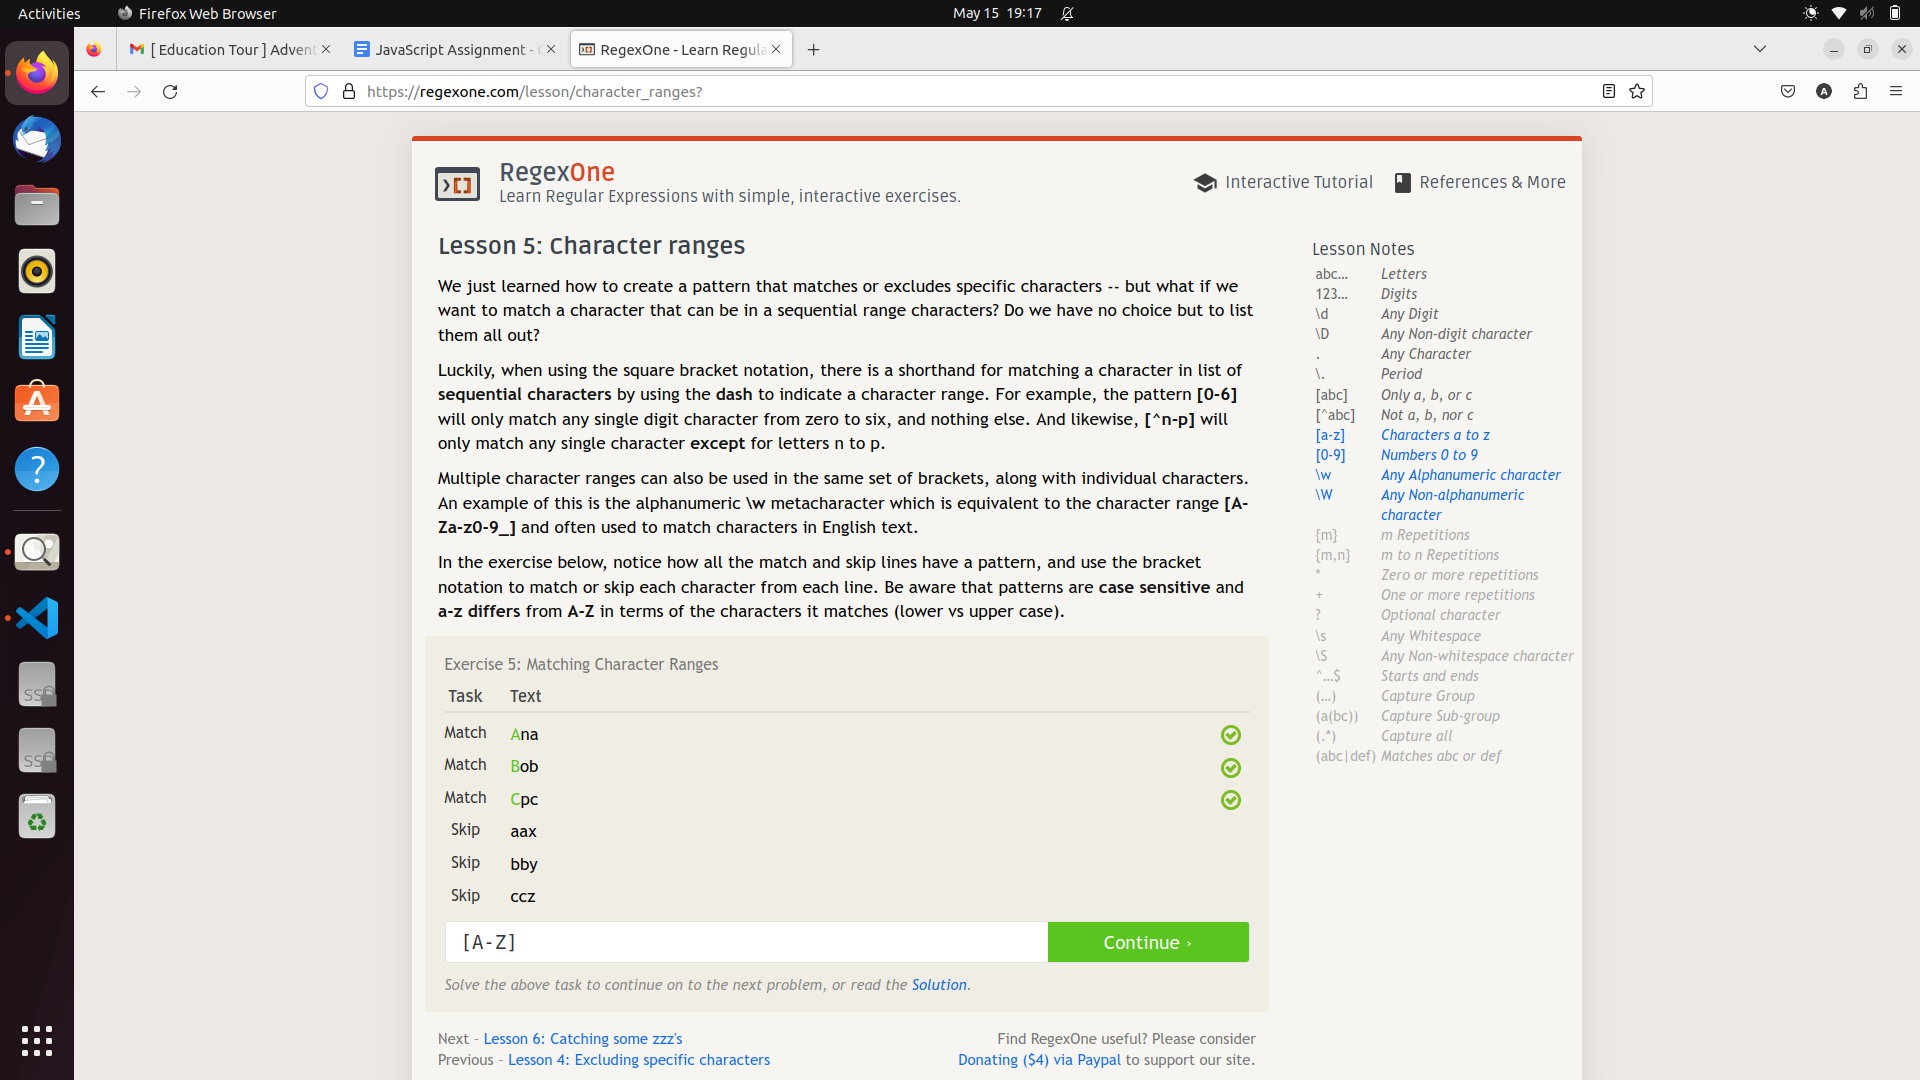 Activities
Firefox Web Browser
May 15 19:17
[ Education Tour ] Advent
JavaScript Assignment -
RegexOne - Learn Regula
https://regexone.com/lesson/character_ranges?
A
RegexOne
Learn Regular Expressions with simple, interactive exercises.
Interactive Tutorial
References & More
Lesson 5: Character ranges
We just learned how to create a pattern that matches or excludes specific characters -- but what if we
want to match a character that can be in a sequential range characters? Do we have no choice but to list
them all out?
Luckily, when using the square bracket notation, there is a shorthand for matching a character in list of
sequential characters by using the dash to indicate a character range. For example, the pattern [0-6]
will only match any single digit character from zero to six, and nothing else. And likewise, [^n-p] will
only match any single character except for letters n to p.
Multiple character ranges can also be used in the same set of brackets, along with individual characters.
An example of this is the alphanumeric \w metacharacter which is equivalent to the character range [A-
Za-z0-9_] and often used to match characters in English text.
In the exercise below, notice how all the match and skip lines have a pattern, and use the bracket
notation to match or skip each character from each line. Be aware that patterns are case sensitive and
a-z differs from A-Z in terms of the characters it matches (lower vs upper case).
Exercise 5: Matching Character Ranges
Task Text
Match Ana
Match Bob
Match Cpc
Skip aax
Skip bby
Skip ccz
[A-Z]
Continue ›
Solve the above task to continue on to the next problem, or read the Solution.
Next - Lesson 6: Catching some zzz's
Previous - Lesson 4: Excluding specific characters
Find RegexOne useful? Please consider
Donating ($4) via Paypal to support our site.
Lesson Notes
abc… Letters
123… Digits
\d Any Digit
\D Any Non-digit character
. Any Character
\. Period
[abc] Only a, b, or c
[^abc] Not a, b, nor c
[a-z] Characters a to z
[0-9] Numbers 0 to 9
\w Any Alphanumeric character
\W Any Non-alphanumeric
character
{m} m Repetitions
{m,n} m to n Repetitions
* Zero or more repetitions
+ One or more repetitions
? Optional character
\s Any Whitespace
\S Any Non-whitespace character
^…$ Starts and ends
(…) Capture Group
(a(bc)) Capture Sub-group
(.*) Capture all
(abc|def) Matches abc or def